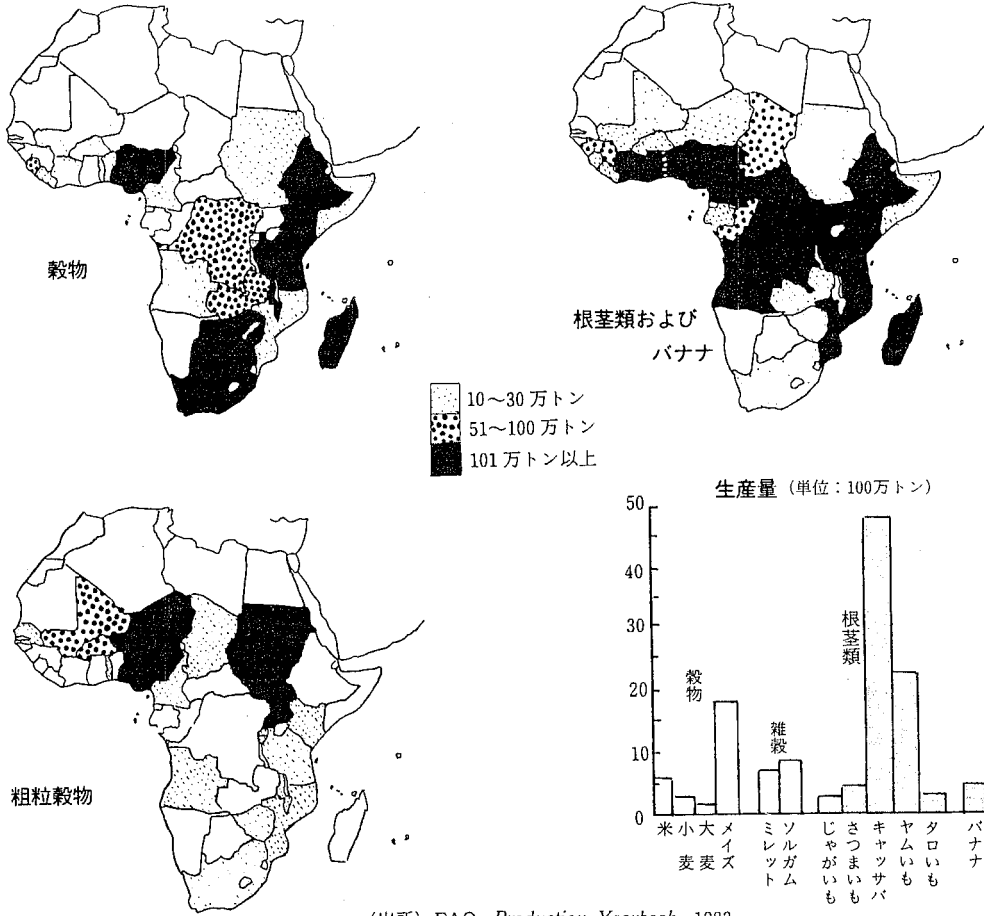 穀物
根茎類および
バナナ
10～30万トン
51～100万トン
101万トン以上
粗粒穀物
生産量（単位：100万トン）
50
40
30
20
10
0
穀物
雑穀
根茎類
米
小麦
大麦
メイズ
ミレット
ソルガム
じゃがいも
さつまいも
キャッサバ
ヤムいも
タロいも
バナナ
（出所）FAO, Production Yearbook, 1983